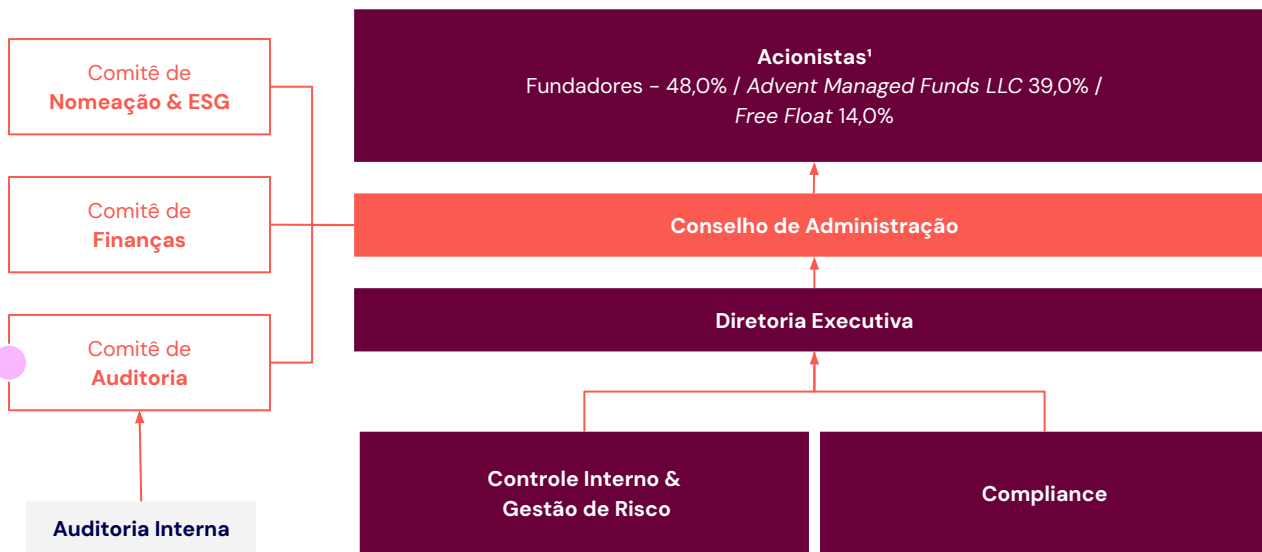 Comitê de
Nomeação & ESG
Comitê de
Finanças
Comitê de
Auditoria
Auditoria Interna
Acionistas¹
Fundadores - 48,0% / Advent Managed Funds LLC 39,0% /
Free Float 14,0%
Conselho de Administração
Diretoria Executiva
Controle Interno &
Gestão de Risco
Compliance